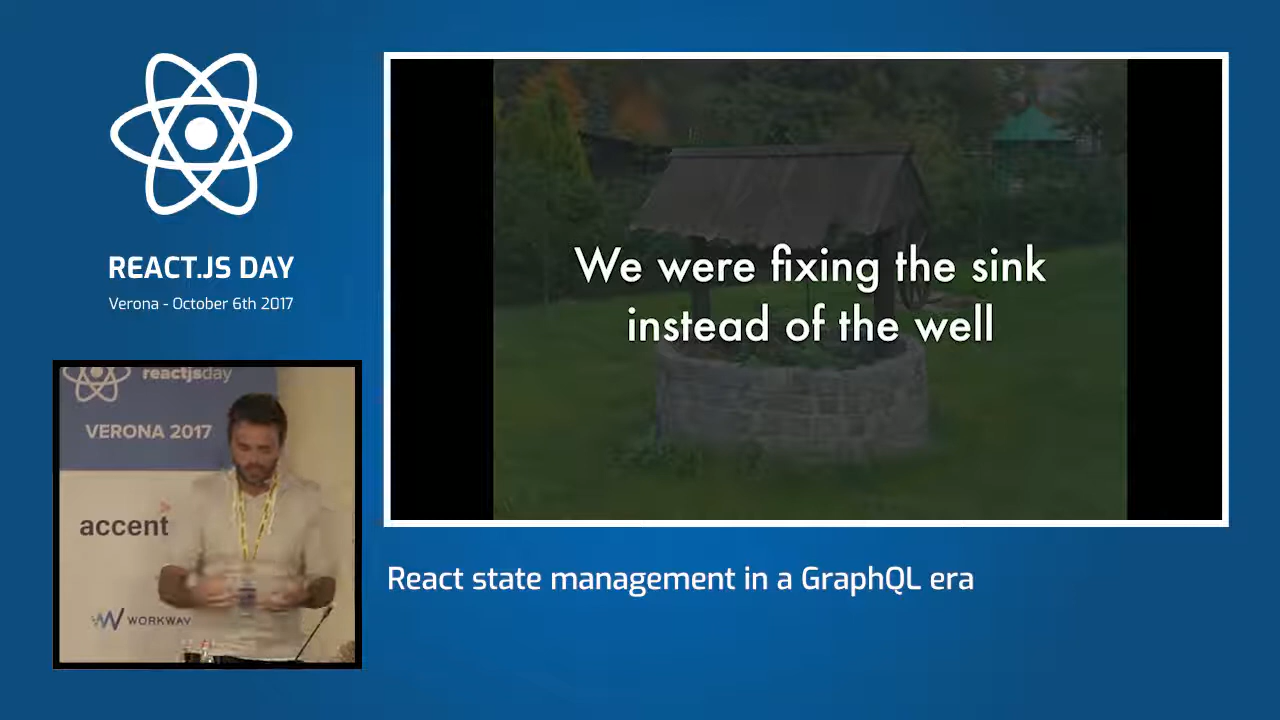 REACT.JS DAY
Verona - October 6th 2017
We were fixing the sink
instead of the well
reactjsday
VERONA 2017
accent
WORKWAV
React state management in a GraphQL era